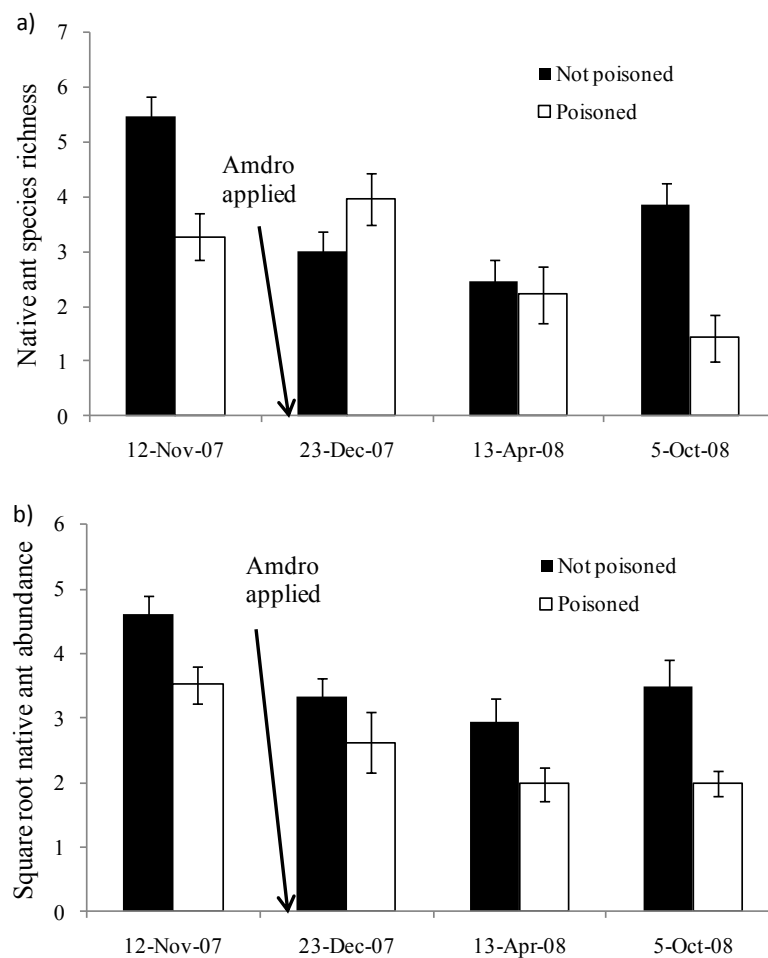 a)
7
6
5
4
3
2
1
0
Native ant species richness
Not poisoned
Poisoned
Amdro
applied
12-Nov-07 23-Dec-07 13-Apr-08 5-Oct-08
b)
6
5
4
3
2
1
0
Square root native ant abundance
Not poisoned
Poisoned
Amdro
applied
12-Nov-07 23-Dec-07 13-Apr-08 5-Oct-08